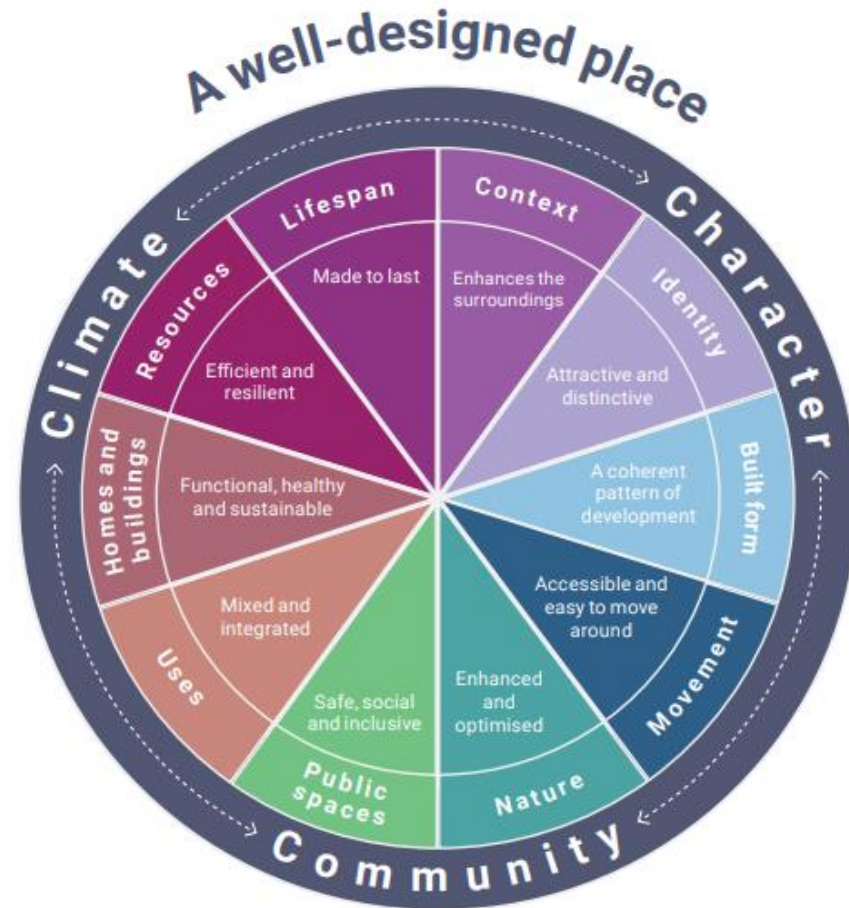 A well-designed place
Climate
Character
Community
Context
Enhances the
surroundings
Identity
Attractive and
distinctive
Built form
A coherent
pattern of
development
Movement
Accessible and
easy to move
around
Nature
Enhanced
and
optimised
Public
spaces
Safe, social
and inclusive
Uses
Mixed and
integrated
Homes and
buildings
Functional, healthy
and sustainable
Resources
Efficient and
resilient
Lifespan
Made to last